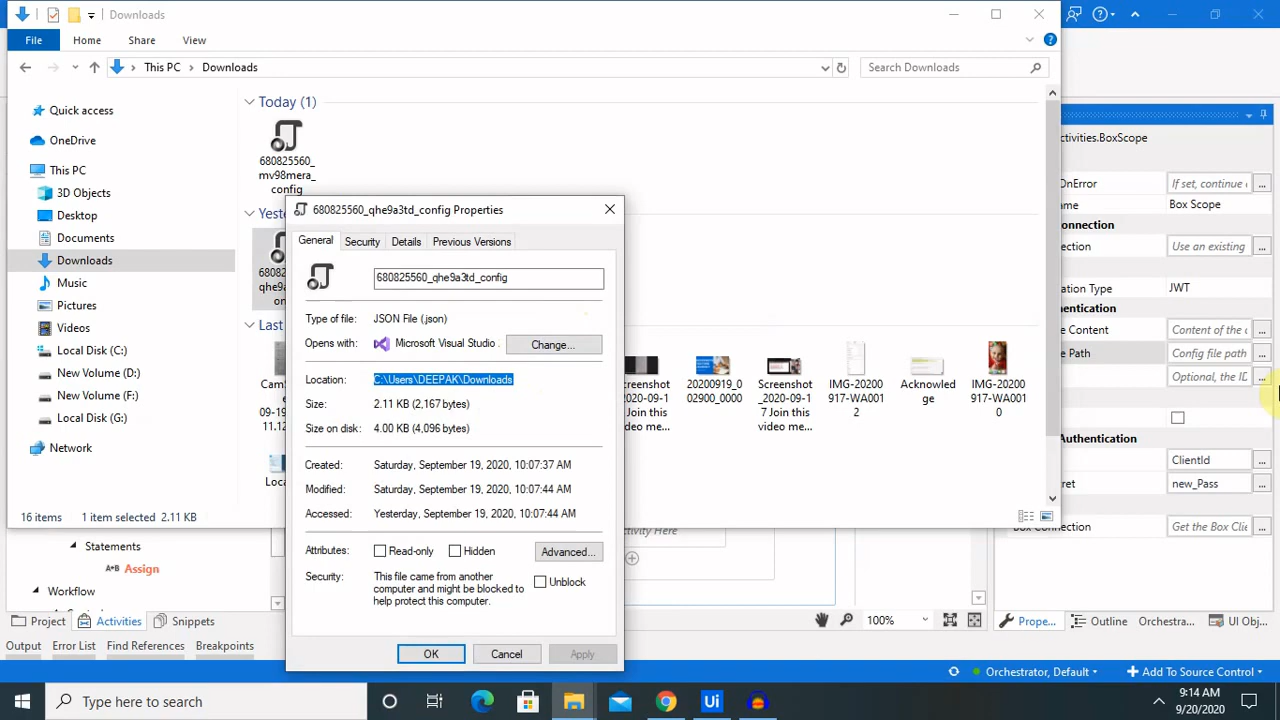 Downloads
File
Home
Share
View
This PC
Downloads
Search Downloads
Quick access
OneDrive
This PC
3D Objects
Desktop
Documents
Downloads
Music
Pictures
Videos
Local Disk (C:)
New Volume (D:)
New Volume (F:)
Local Disk (G:)
Network
16 items
1 item selected 2.11 KB
Today (1)
680825560_
mv98mera_
config
Yeste
68082
qhe9a
on
Last
CamS
09-19
11.12
Loca
creenshot
2020-09-1
7 Join this
video me...
20200919_0
02900_0000
Screenshot
_2020-09-1
7 Join this
video me...
IMG-20200
917-WA001
2
Acknowled
ge
IMG-20200
917-WA001
0
680825560_qhe9a3td_config Properties
General
Security
Details
Previous Versions
680825560_qhe9a3td_config
Type of file:
JSON File (.json)
Opens with:
Microsoft Visual Studio .
Change...
Location:
C:\Users\DEEPAK\Downloads
Size:
2.11 KB (2,167 bytes)
Size on disk:
4.00 KB (4,096 bytes)
Created:
Saturday, September 19, 2020, 10:07:37 AM
Modified:
Saturday, September 19, 2020, 10:07:44 AM
Accessed:
Yesterday, September 19, 2020, 10:07:44 AM
Attributes:
Read-only
Hidden
Advanced...
Security:
This file came from another
computer and might be blocked to
help protect this computer.
Unblock
OK
Cancel
Apply
tivities.BoxScope
OnError
If set, continue
ame
Box Scope
onnection
ection
Use an existing
ation Type
JWT
hentication
e Content
Content of the
e Path
Config file path
Optional, the ID
Authentication
ClientId
ret
new_Pass
Box Connection
Get the Box Clie
ctivity Here
Statements
A+B Assign
Workflow
Project
Activities
Snippets
100%
Prope...
Outline
Orchestra...
UI Obj...
Output
Error List
Find References
Breakpoints
Orchestrator, Default
Add To Source Control
Type here to search
Ui
9:14 AM
9/20/2020